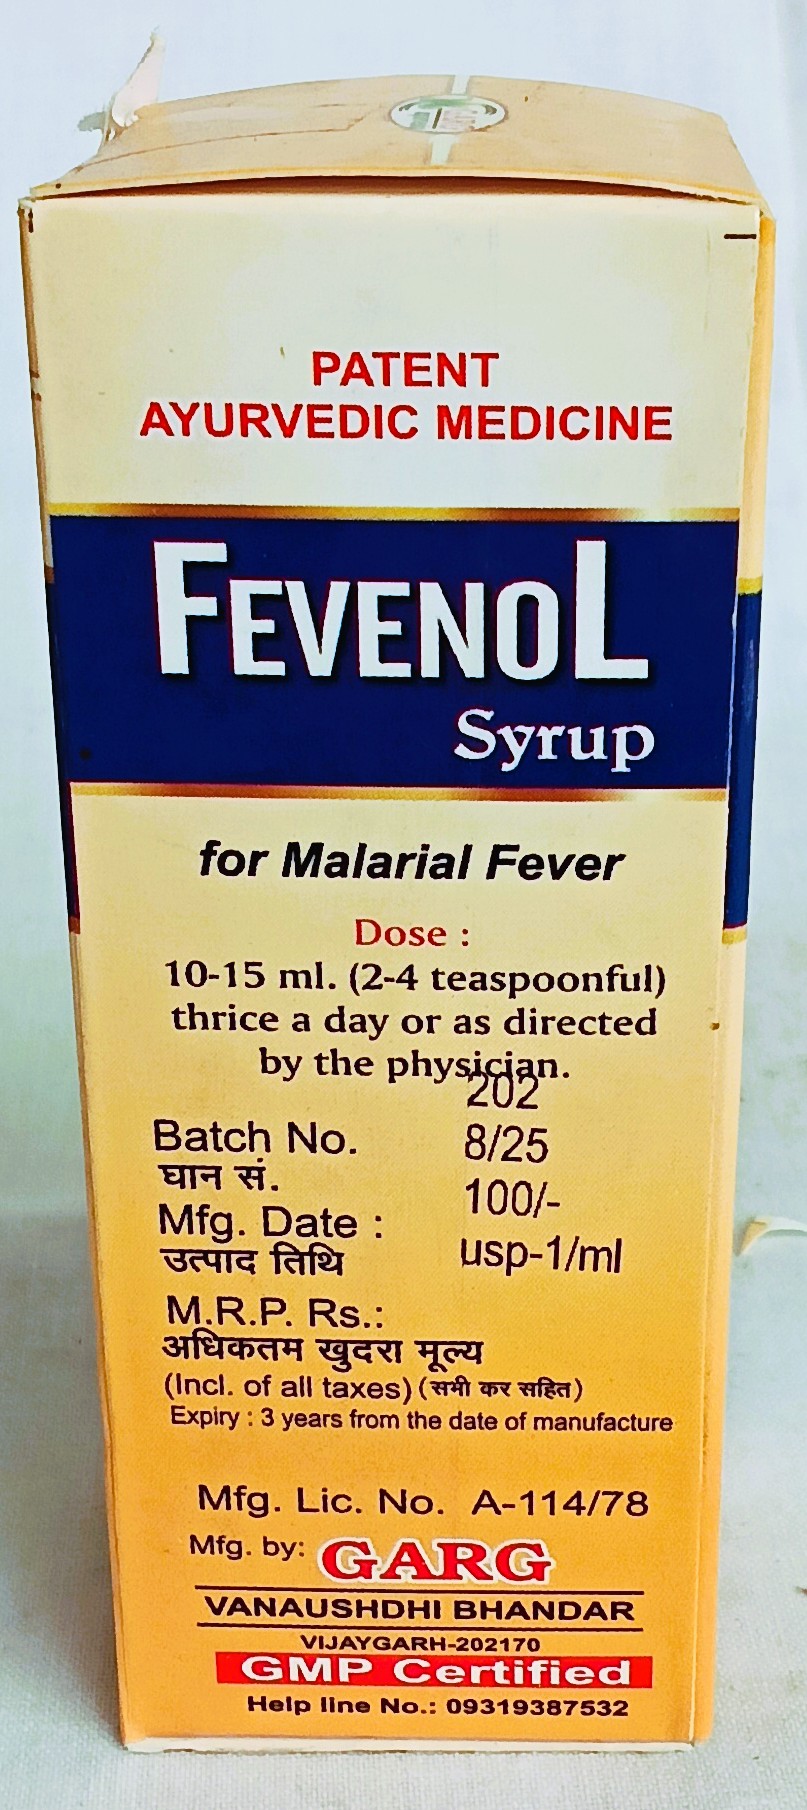 PATENT
AYURVEDIC MEDICINE
FEVENOL
Syrup
for Malarial Fever
Dose :
10-15 ml. (2-4 teaspoonful)
thrice a day or as directed
by the physician.
202
Batch No. 8/25
घान सं.
100/-
Mfg. Date :
उत्पाद तिथि usp-1/ml
M.R.P. Rs.:
अधिकतम खुदरा मूल्य
(Incl. of all taxes) (सभी कर सहित)
Expiry : 3 years from the date of manufacture
Mfg. Lic. No. A-114/78
Mfg. by: GARG
VANAUSHDHI BHANDAR
VIJAYGARH-202170
GMP Certified
Help line No.: 09319387532